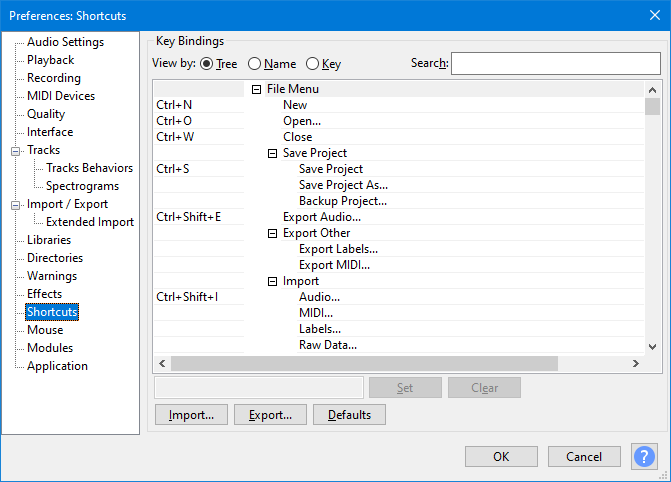 Preferences: Shortcuts
Audio Settings
Playback
Recording
MIDI Devices
Quality
Interface
Tracks
Tracks Behaviors
Spectrograms
Import / Export
Extended Import
Libraries
Directories
Warnings
Effects
Shortcuts
Mouse
Modules
Application
Key Bindings
View by: Tree Name Key Search:
File Menu
Ctrl+N New
Ctrl+O Open...
Ctrl+W Close
Save Project
Ctrl+S Save Project
Save Project As...
Backup Project...
Ctrl+Shift+E Export Audio...
Export Other
Export Labels...
Export MIDI...
Import
Ctrl+Shift+I Audio...
MIDI...
Labels...
Raw Data...
Set Clear
Import... Export... Defaults
OK Cancel ?